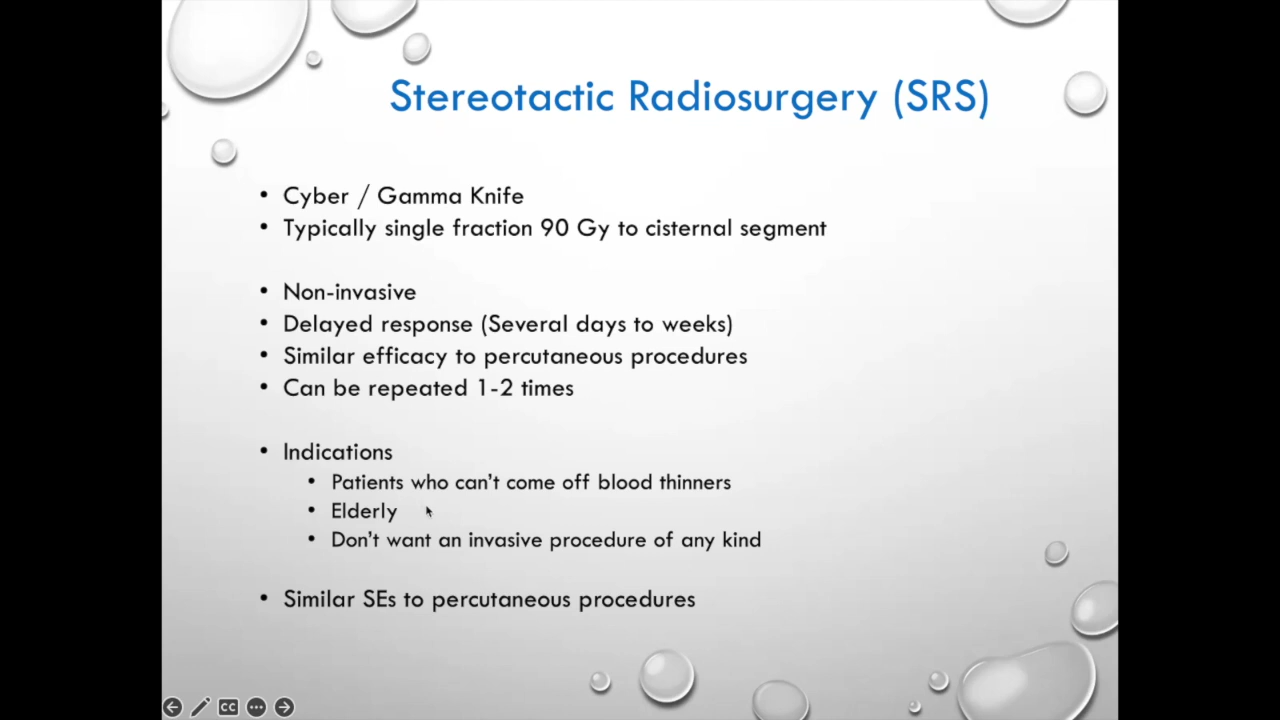 Stereotactic Radiosurgery (SRS)
• Cyber / Gamma Knife
• Typically single fraction 90 Gy to cisternal segment
• Non-invasive
• Delayed response (Several days to weeks)
• Similar efficacy to percutaneous procedures
• Can be repeated 1-2 times
• Indications
• Patients who can't come off blood thinners
• Elderly
• Don't want an invasive procedure of any kind
• Similar SEs to percutaneous procedures
CC